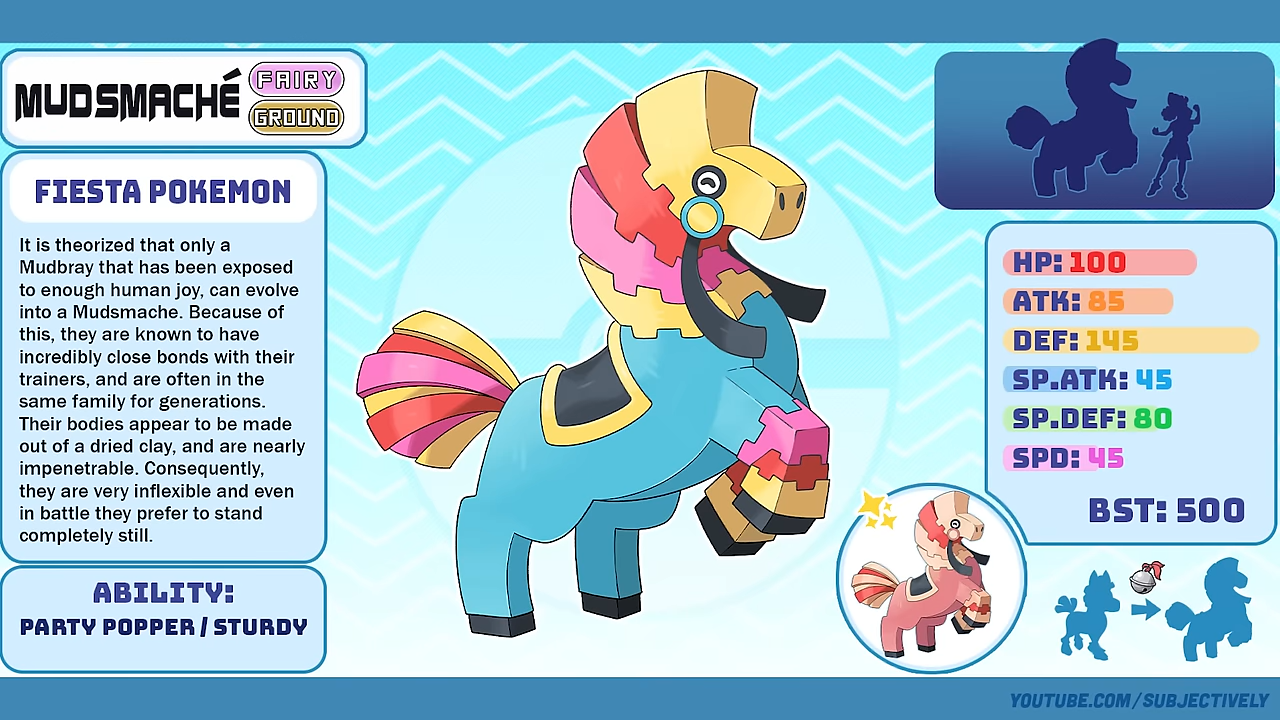 MUDSMACHÉ
FAIRY
GROUND
FIESTA POKEMON
It is theorized that only a
Mudbray that has been exposed
to enough human joy, can evolve
into a Mudsmache. Because of
this, they are known to have
incredibly close bonds with their
trainers, and are often in the
same family for generations.
Their bodies appear to be made
out of a dried clay, and are nearly
impenetrable. Consequently,
they are very inflexible and even
in battle they prefer to stand
completely still.
ABILITY:
PARTY POPPER / STURDY
HP: 100
ATK: 85
DEF: 145
SP.ATK: 45
SP.DEF: 80
SPD: 45
BST: 500
YOUTUBE.COM/SUBJECTIVELY